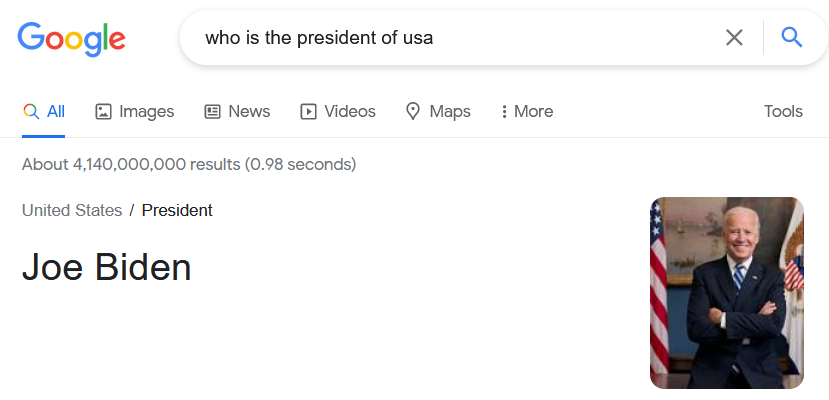 Google
who is the president of usa
All Images News Videos Maps More Tools
About 4,140,000,000 results (0.98 seconds)
United States / President
Joe Biden